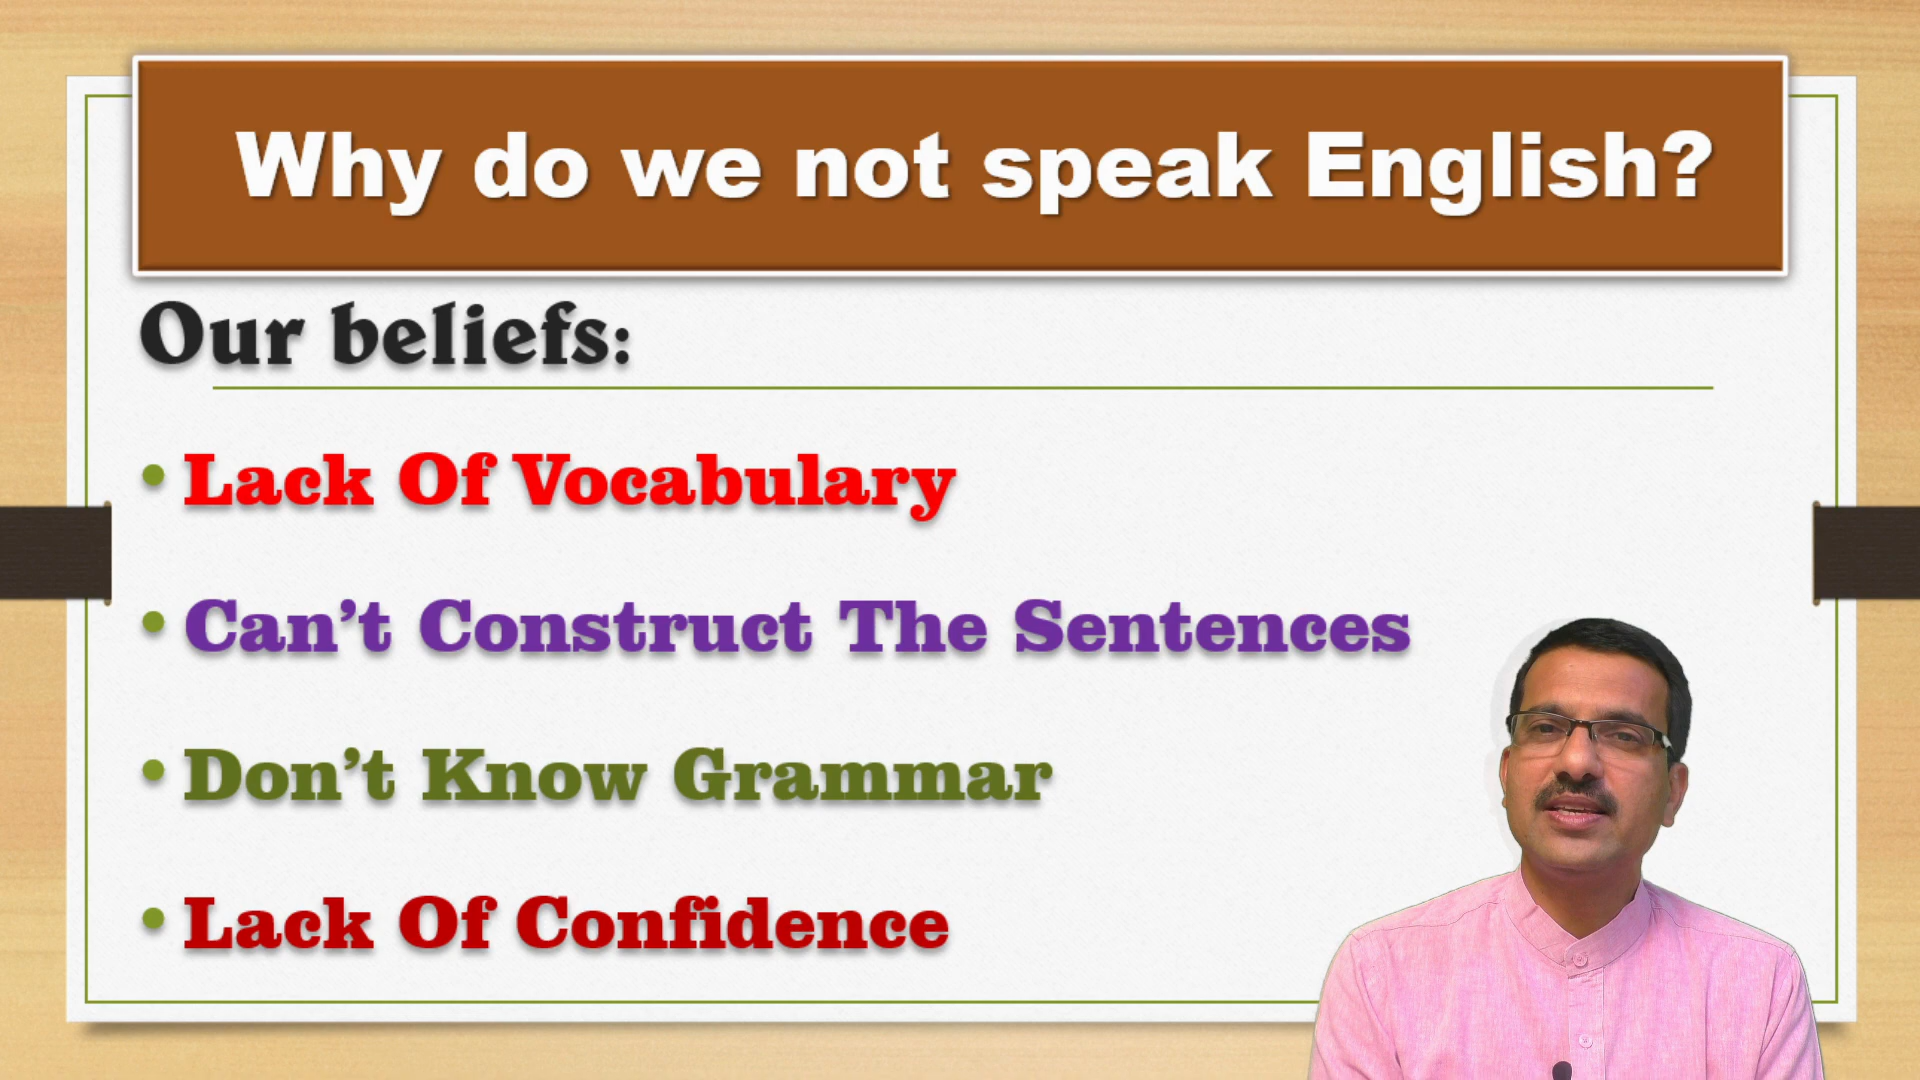 Why do we not speak English?
Our beliefs:
• Lack Of Vocabulary
• Can’t Construct The Sentences
• Don’t Know Grammar
• Lack Of Confidence